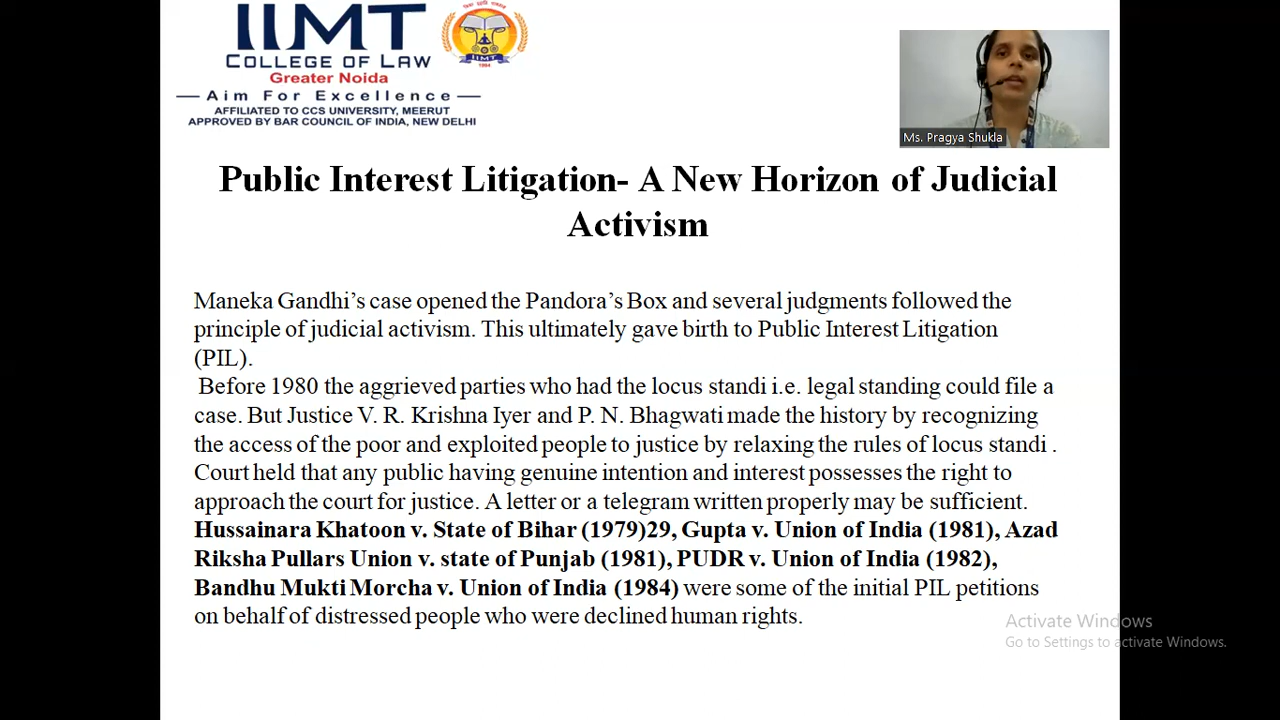 IIMT
COLLEGE OF LAW
Greater Noida
Aim For Excellence
AFFILIATED TO CCS UNIVERSITY, MEERUT
APPROVED BY BAR COUNCIL OF INDIA, NEW DELHI
IIMT
1994
Ms. Pragya Shukla
Public Interest Litigation- A New Horizon of Judicial
Activism
Maneka Gandhi’s case opened the Pandora’s Box and several judgments followed the
principle of judicial activism. This ultimately gave birth to Public Interest Litigation
(PIL).
Before 1980 the aggrieved parties who had the locus standi i.e. legal standing could file a
case. But Justice V. R. Krishna Iyer and P. N. Bhagwati made the history by recognizing
the access of the poor and exploited people to justice by relaxing the rules of locus standi .
Court held that any public having genuine intention and interest possesses the right to
approach the court for justice. A letter or a telegram written properly may be sufficient.
Hussainara Khatoon v. State of Bihar (1979)29, Gupta v. Union of India (1981), Azad
Riksha Pullars Union v. state of Punjab (1981), PUDR v. Union of India (1982),
Bandhu Mukti Morcha v. Union of India (1984) were some of the initial PIL petitions
on behalf of distressed people who were declined human rights.
Activate Windows
Go to Settings to activate Windows.